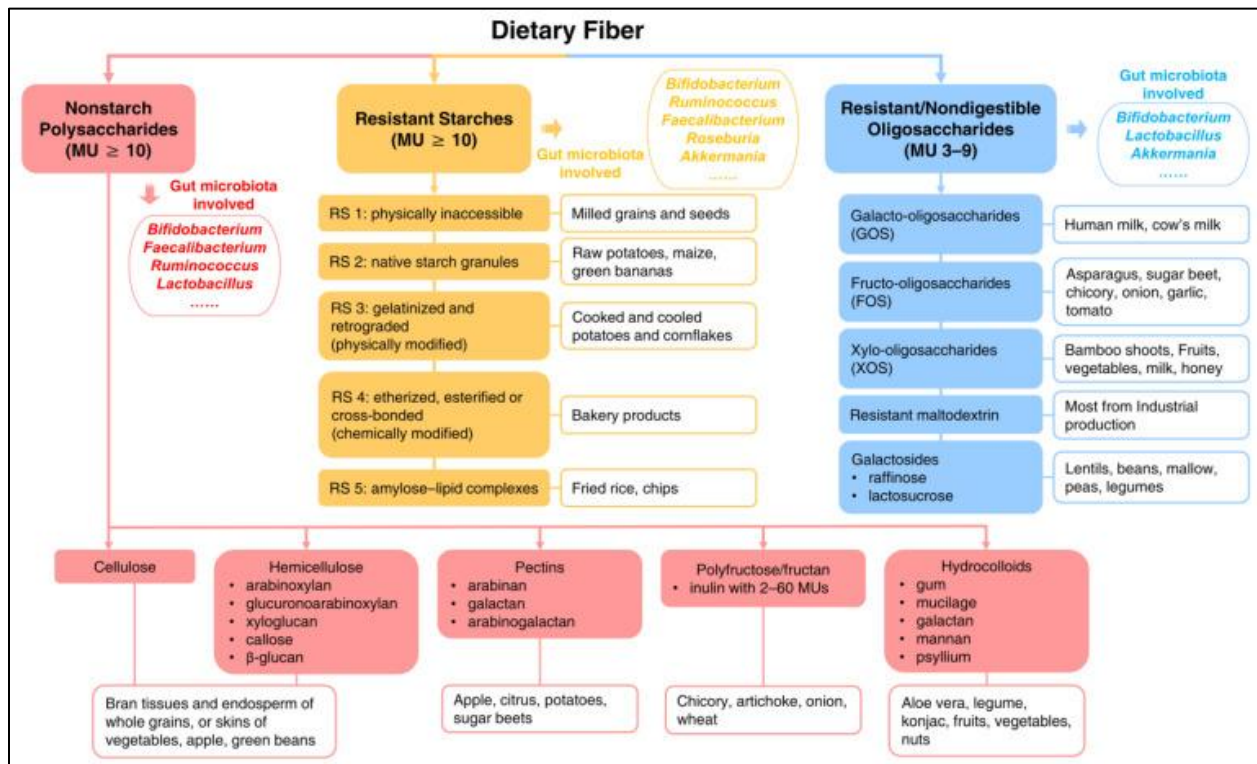 Dietary Fiber
Nonstarch
Polysaccharides
(MU ≥ 10)
Gut microbiota
involved
Bifidobacterium
Faecalibacterium
Ruminococcus
Lactobacillus
……
Resistant Starches
(MU ≥ 10)
Gut microbiota
involved
Bifidobacterium
Ruminococcus
Faecalibacterium
Roseburia
Akkermania
……
RS 1: physically inaccessible
Milled grains and seeds
RS 2: native starch granules
Raw potatoes, maize,
green bananas
RS 3: gelatinized and
retrograded
(physically modified)
Cooked and cooled
potatoes and cornflakes
RS 4: etherized, esterified or
cross-bonded
(chemically modified)
Bakery products
RS 5: amylose–lipid complexes
Fried rice, chips
Resistant/Nondigestible
Oligosaccharides
(MU 3–9)
Gut microbiota
involved
Bifidobacterium
Lactobacillus
Akkermania
……
Galacto-oligosaccharides
(GOS)
Human milk, cow's milk
Fructo-oligosaccharides
(FOS)
Asparagus, sugar beet,
chicory, onion, garlic,
tomato
Xylo-oligosaccharides
(XOS)
Bamboo shoots, Fruits,
vegetables, milk, honey
Resistant maltodextrin
Most from Industrial
production
Galactosides
• raffinose
• lactosucrose
Lentils, beans, mallow,
peas, legumes
Cellulose
Hemicellulose
• arabinoxylan
• glucuronoarabinoxylan
• xyloglucan
• callose
• β-glucan
Bran tissues and endosperm of
whole grains, or skins of
vegetables, apple, green beans
Pectins
• arabinan
• galactan
• arabinogalactan
Apple, citrus, potatoes,
sugar beets
Polyfructose/fructan
• inulin with 2–60 MUs
Chicory, artichoke, onion,
wheat
Hydrocolloids
• gum
• mucilage
• galactan
• mannan
• psyllium
Aloe vera, legume,
konjac, fruits, vegetables,
nuts